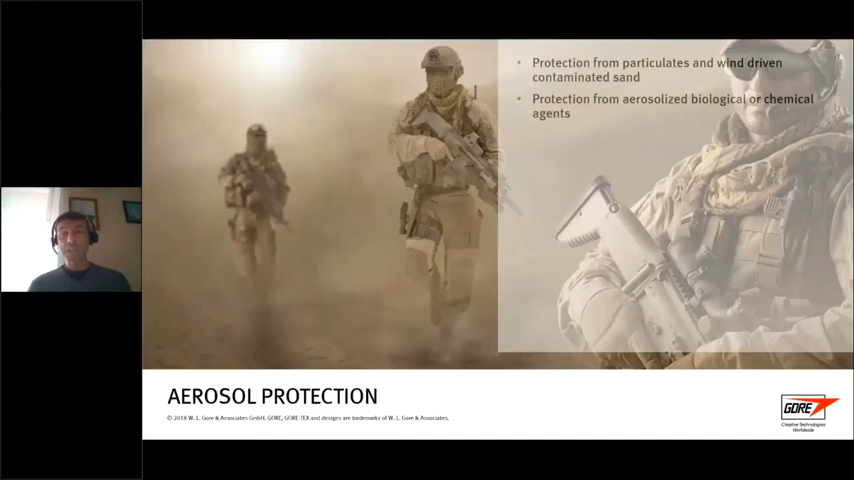 • Protection from particulates and wind driven
contaminated sand
• Protection from aerosolized biological or chemical
agents
AEROSOL PROTECTION
© 2018 W. L. Gore & Associates GmbH. GORE, GORE-TEX and designs are trademarks of W. L. Gore & Associates.
GORE
Creative Technologies
Worldwide